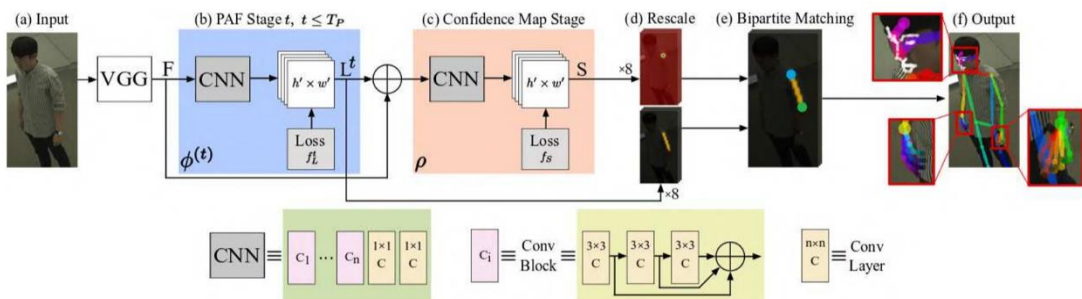 (a) Input
(b) PAF Stage t, t ≤ T_P
(c) Confidence Map Stage
(d) Rescale
(e) Bipartite Matching
(f) Output
VGG
F
CNN
h′ × w′
L^t
Loss
f_L^t
ϕ^(t)
CNN
h′ × w′
S
Loss
f_S
ρ
×8
×8
CNN ≡ C_1 ... C_n 1×1 C 1×1 C
C_i ≡ Conv Block ≡ 3×3 C 3×3 C 3×3 C
n×n C ≡ Conv Layer